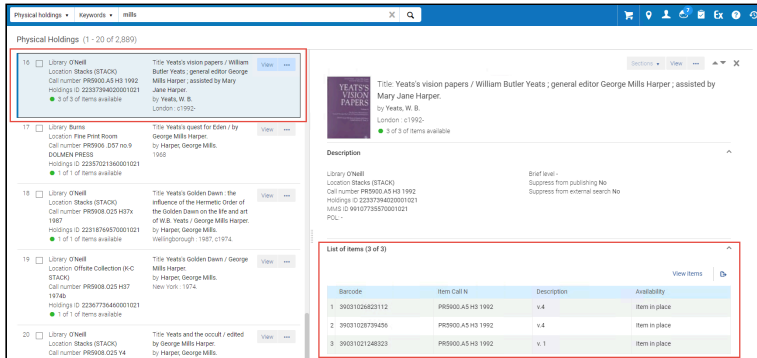 Physical holdings Keywords mills
7
Ex
Physical Holdings (1 - 20 of 2,889)
16 Library O'Neill
Location Stacks (STACK)
Call number PR5900.A5 H3 1992
Holdings ID 22337394020001021
3 of 3 of items available
Title Yeats's vision papers / William
Butler Yeats ; general editor George
Mills Harper ; assisted by Mary
Jane Harper.
by Yeats, W. B.
London : c1992-
View
17 Library Burns
Location Fine Print Room
Call number PR5906 .D57 no.9
DOLMEN PRESS
Holdings ID 22357021360001021
1 of 1 of items available
Title Yeats's quest for Eden / by
George Mills Harper.
by Harper, George Mills.
1968
View
18 Library O'Neill
Location Stacks (STACK)
Call number PR5908.O25 H37x
1987
Holdings ID 22318769570001021
1 of 1 of items available
Title Yeats's Golden Dawn : the
influence of the Hermetic Order of
the Golden Dawn on the life and art
of W.B. Yeats / George Mills Harper.
by Harper, George Mills.
Wellingborough : 1987, c1974.
View
19 Library O'Neill
Location Offsite Collection (K-C
STACK)
Call number PR5908.O25 H37
1974b
Holdings ID 22367736460001021
1 of 1 of items available
Title Yeats's Golden Dawn / George
Mills Harper.
by Harper, George Mills.
New York : 1974.
View
20 Library O'Neill
Location Stacks (STACK)
Call number PR5908.O25 Y4
Title Yeats and the occult / edited
by George Mills Harper.
by Harper, George Mills.
View
Sections View
YEATS'S
VISION
PAPERS
Title: Yeats's vision papers / William Butler Yeats ; general editor George Mills Harper ; assisted by
Mary Jane Harper.
by Yeats, W. B.
London : c1992-
3 of 3 of items available
Description
Library O'Neill
Location Stacks (STACK)
Call number PR5900.A5 H3 1992
Holdings ID 22337394020001021
MMS ID 99107735570001021
POL: -
Brief level -
Suppress from publishing No
Suppress from external search No
List of items (3 of 3)
View items
Barcode Item Call N Description Availability
1 39031026823112 PR5900.A5 H3 1992 v.4 Item in place
2 39031028739456 PR5900.A5 H3 1992 v.4 Item in place
3 39031021248323 PR5900.A5 H3 1992 v. 1 Item in place